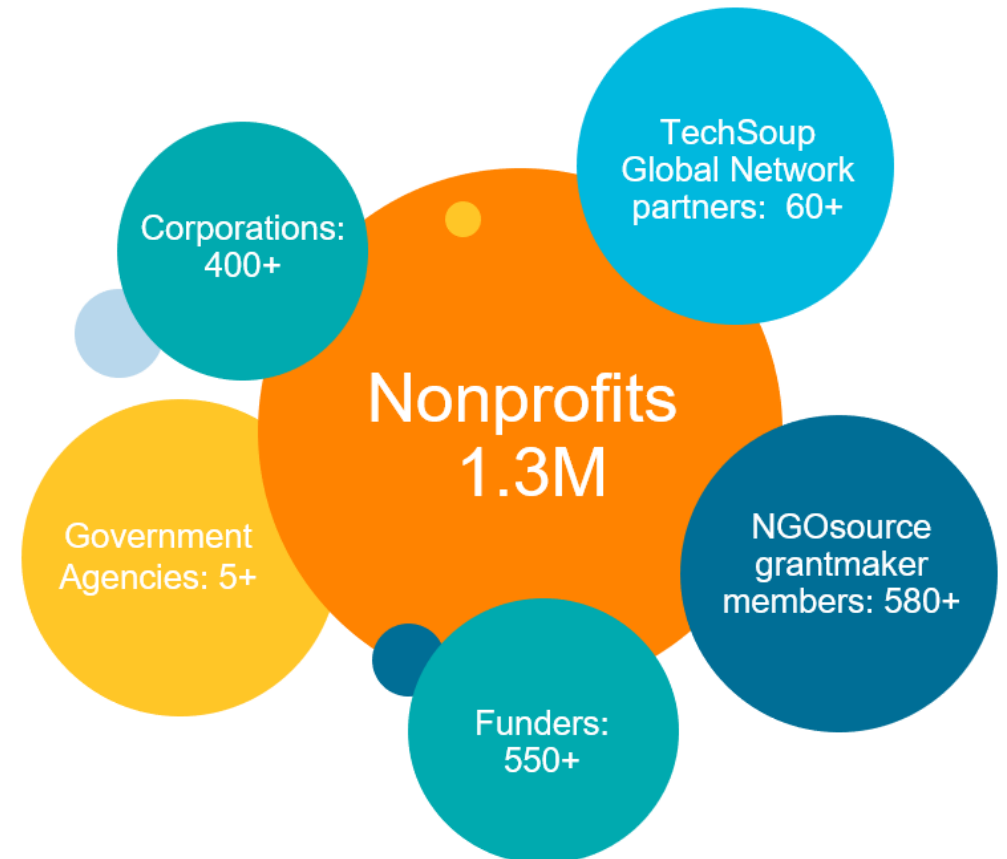 TechSoup
Global Network
partners: 60+
Corporations:
400+
Nonprofits
1.3M
Government
Agencies: 5+
NGOsource
grantmaker
members: 580+
Funders:
550+